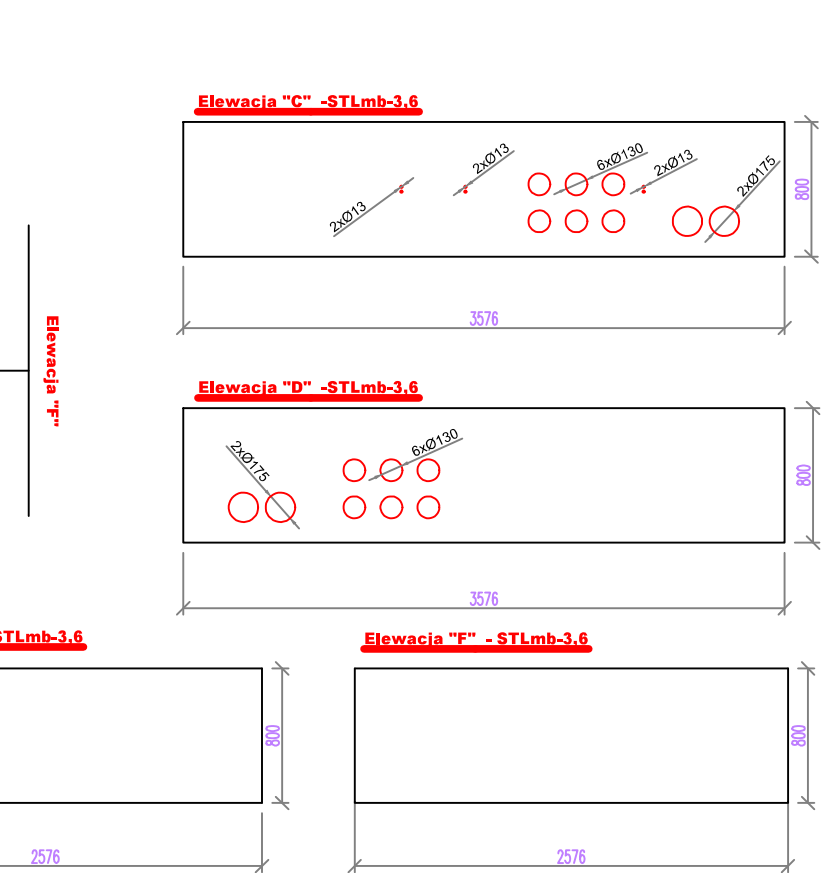 Elewacja "C" -STLmb-3,6
2xØ13
2xØ13
6xØ130
2xØ13
2xØ175
800
3576
Elewacja "F"
Elewacja "D" -STLmb-3,6
2xØ175
6xØ130
800
3576
STLmb-3,6
800
2576
Elewacja "F" - STLmb-3,6
800
2576